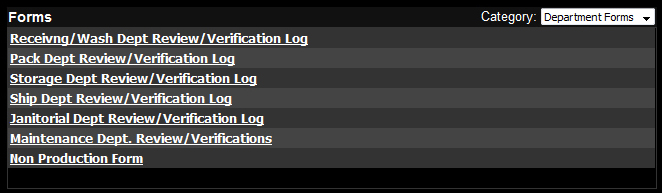 Forms Category: Department Forms
Receivng/Wash Dept Review/Verification Log
Pack Dept Review/Verification Log
Storage Dept Review/Verification Log
Ship Dept Review/Verification Log
Janitorial Dept Review/Verification Log
Maintenance Dept. Review/Verifications
Non Production Form